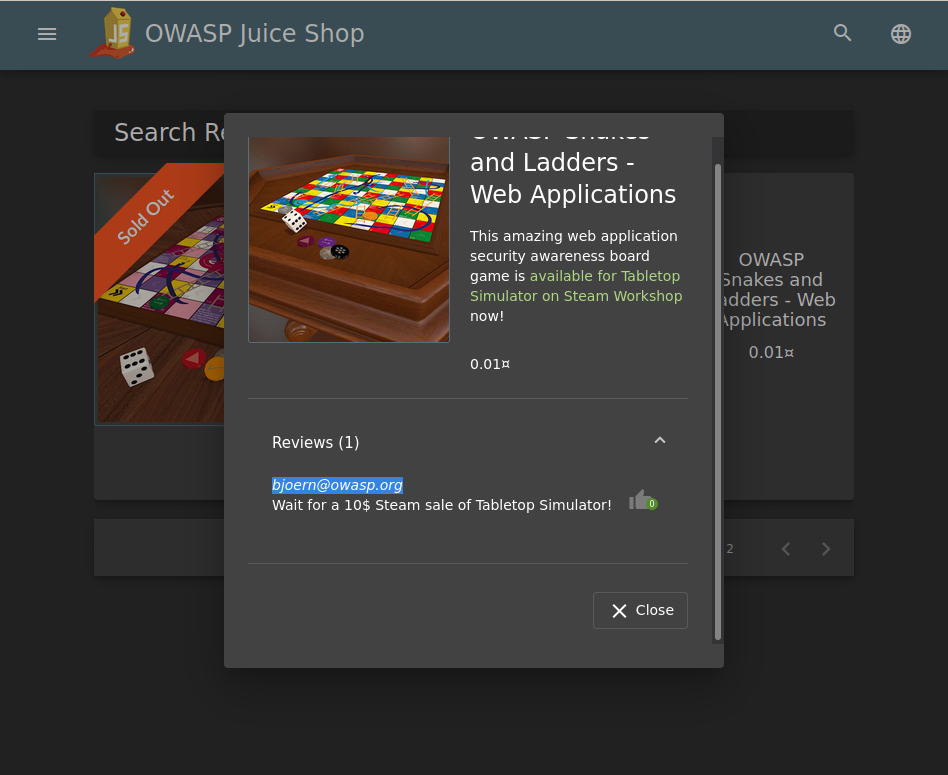 OWASP Juice Shop
Search Re
Sold Out
and Ladders -
Web Applications
This amazing web application
security awareness board
game is available for Tabletop
Simulator on Steam Workshop
now!
0.01¤
Reviews (1)
bjoern@owasp.org
Wait for a 10$ Steam sale of Tabletop Simulator!
0
Close
OWASP
Snakes and
adders - Web
Applications
0.01¤
2